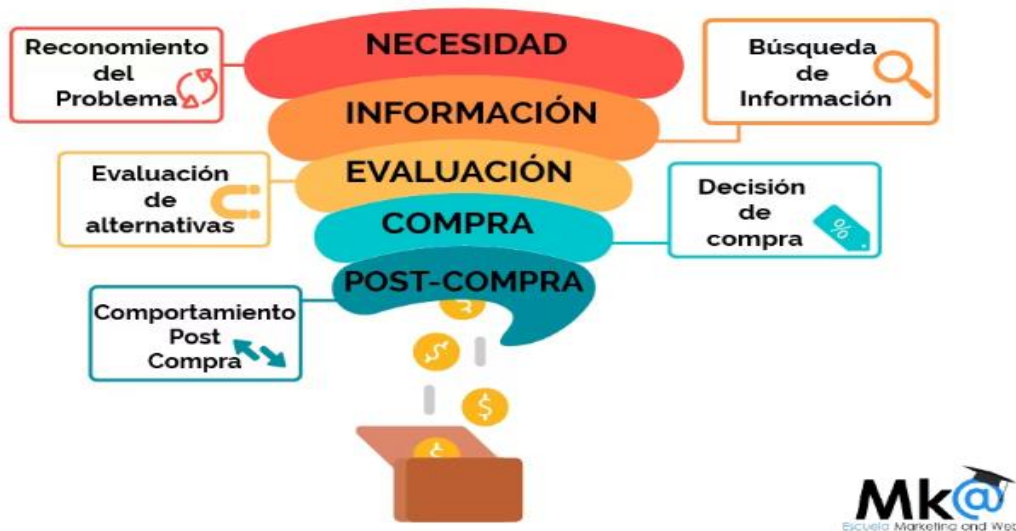 NECESIDAD
Reconomiento
del
Problema
Búsqueda
de
Información
INFORMACIÓN
EVALUACIÓN
Evaluación
de
alternativas
Decisión
de
compra
%
COMPRA
POST-COMPRA
Comportamiento
Post
Compra
$
$
$
Mk@
Escuela Marketing and Web